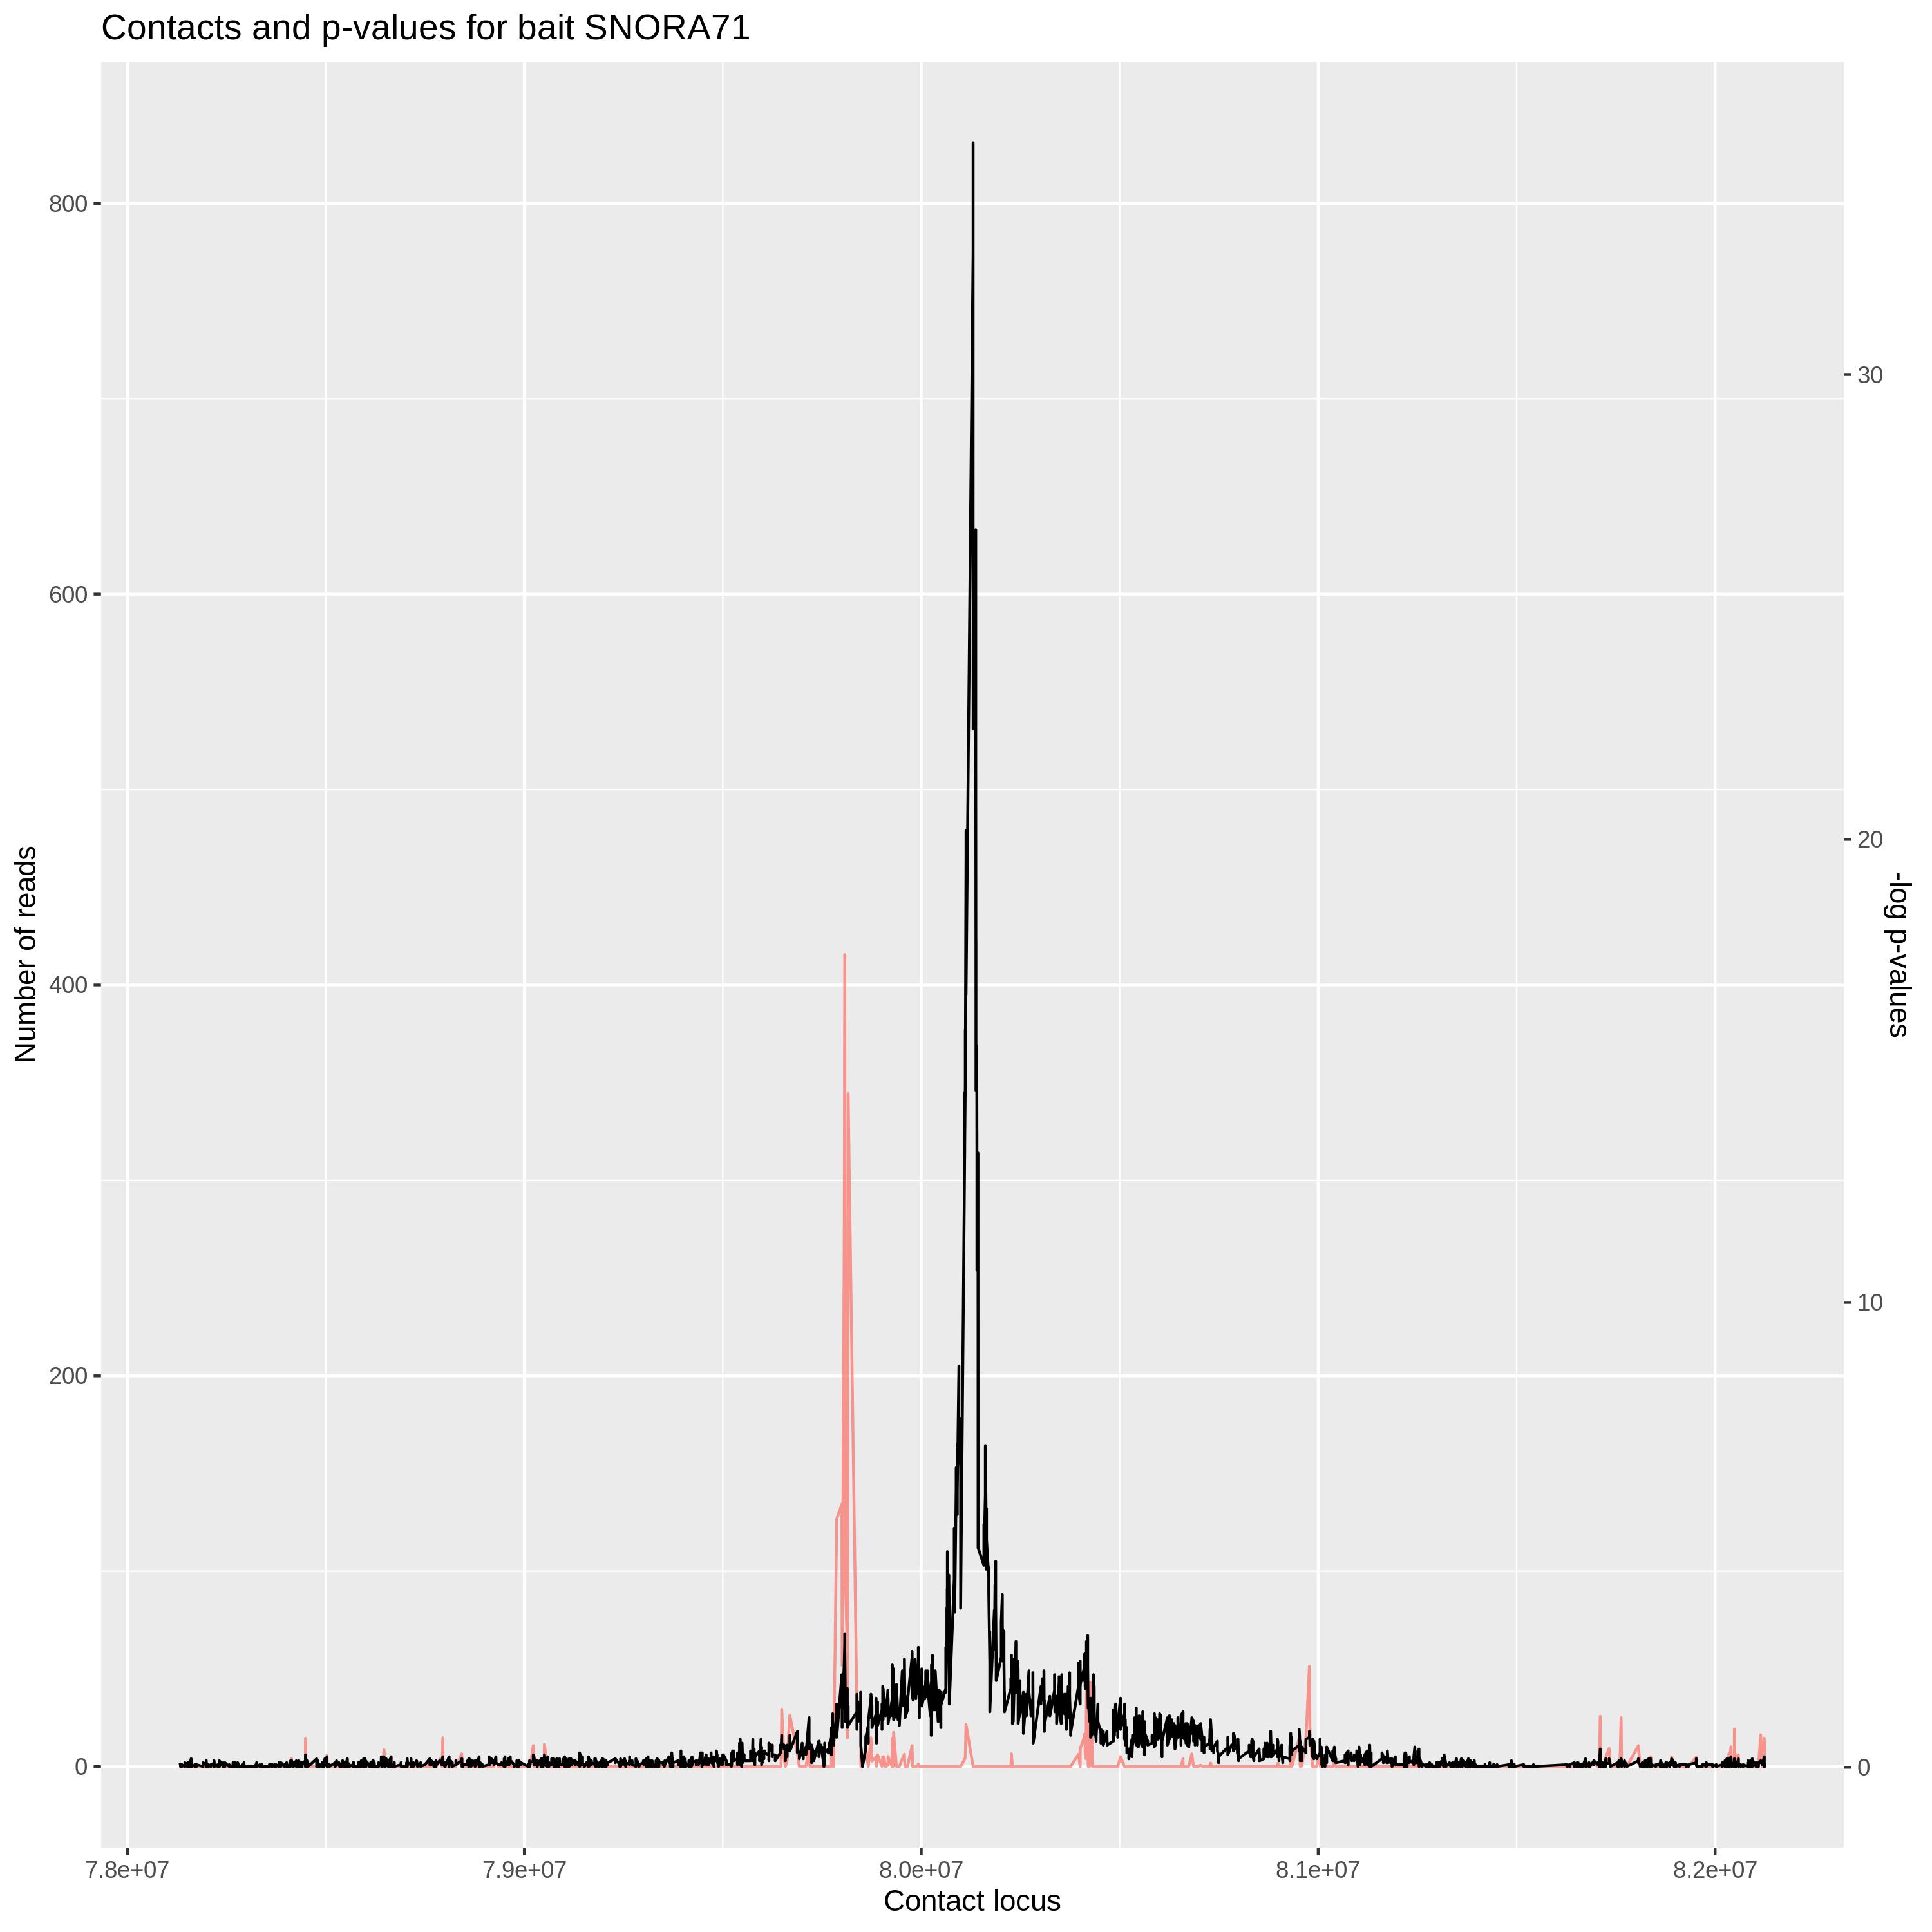 Contacts and p-values for bait SNORA71
800
600
400
200
0
Number of reads
30
20
10
0
-log p-values
7.8e+07 7.9e+07 8.0e+07 8.1e+07 8.2e+07
Contact locus